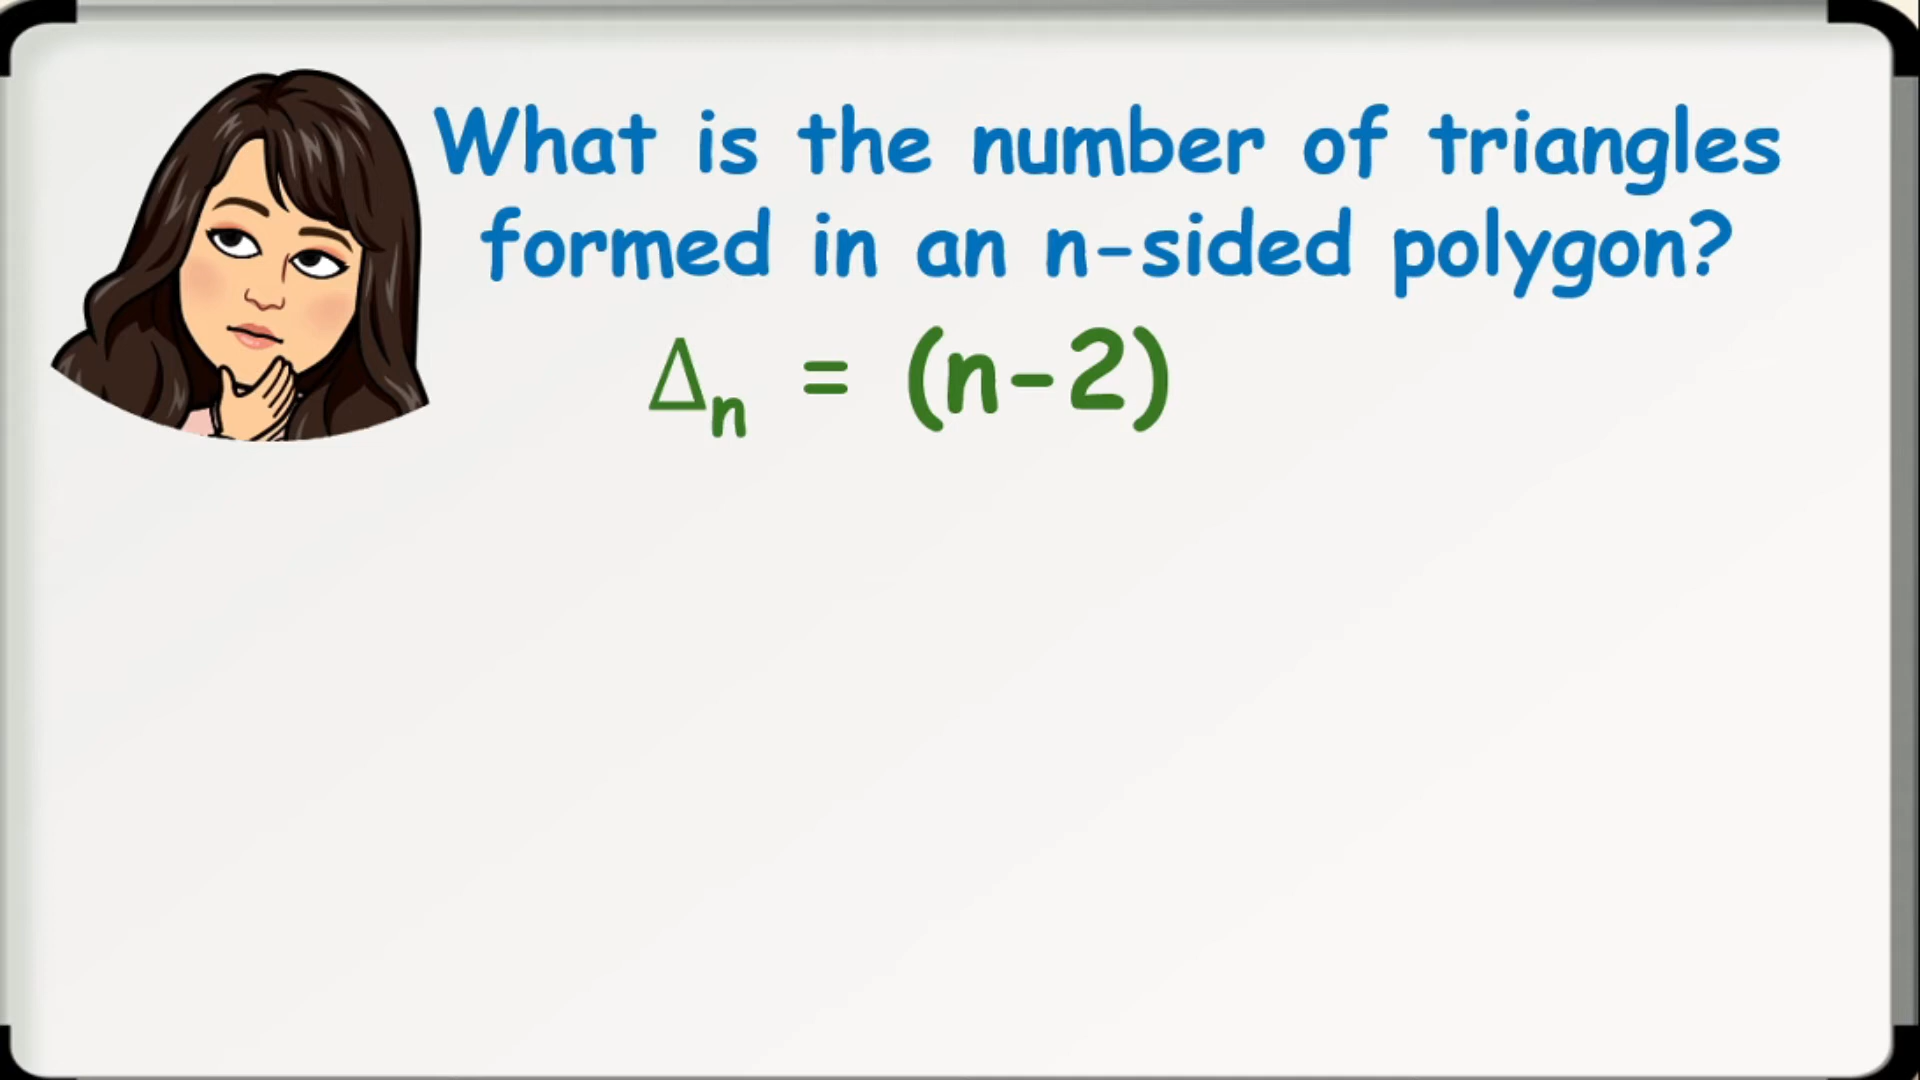 What is the number of triangles
formed in an n-sided polygon?
Δₙ = (n-2)